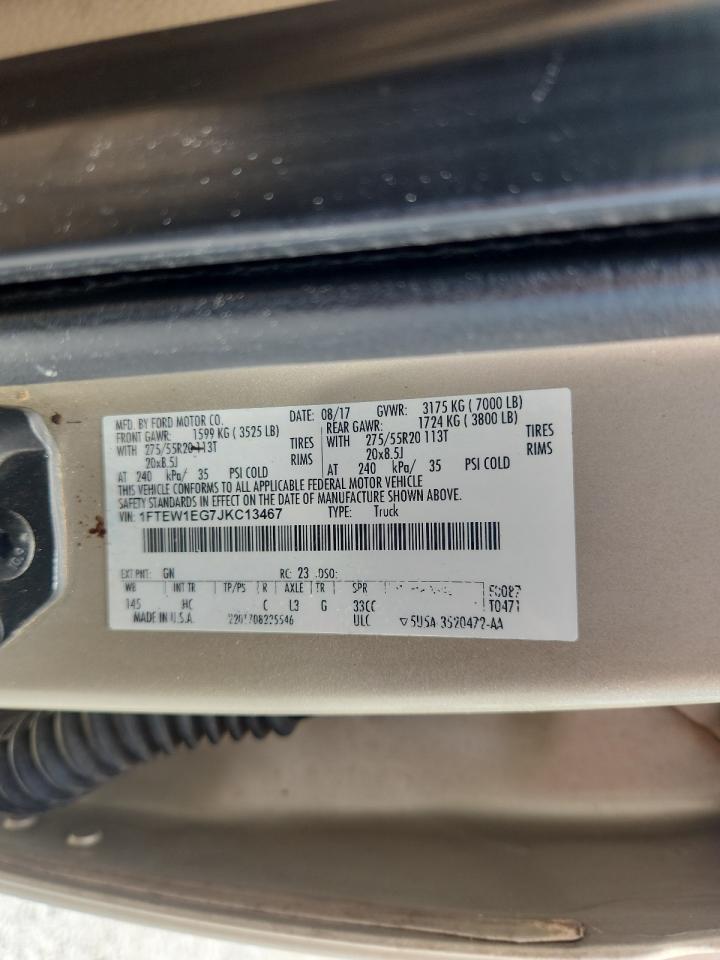 MFD. BY FORD MOTOR CO. DATE: 08/17 GVWR: 3175 KG (7000 LB)
FRONT GAWR: 1599 KG (3525 LB) REAR GAWR: 1724 KG (3800 LB)
WITH 275/55R20 113T TIRES WITH 275/55R20 113T TIRES
20x8.5J RIMS 20x8.5J RIMS
AT 240 kPa/ 35 PSI COLD AT 240 kPa/ 35 PSI COLD
THIS VEHICLE CONFORMS TO ALL APPLICABLE FEDERAL MOTOR VEHICLE
SAFETY STANDARDS IN EFFECT ON THE DATE OF MANUFACTURE SHOWN ABOVE.
VIN: 1FTEW1EG7JKC13467 TYPE: Truck
EXT PNT: GN RC: 23 DSO:
WB INT TR TP/PS R AXLE TR SPR
145 HC C L3 G 33CC T0471
MADE IN U.S.A. ULC